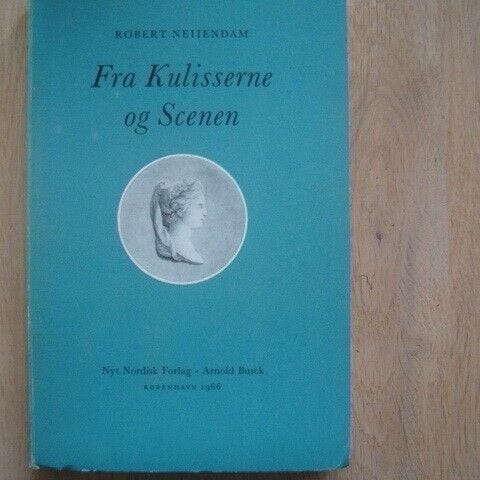 ROBERT NEIIENDAM
Fra Kulisserne
og Scenen
Nyt Nordisk Forlag - Arnold Busck
KØBENHAVN 1966